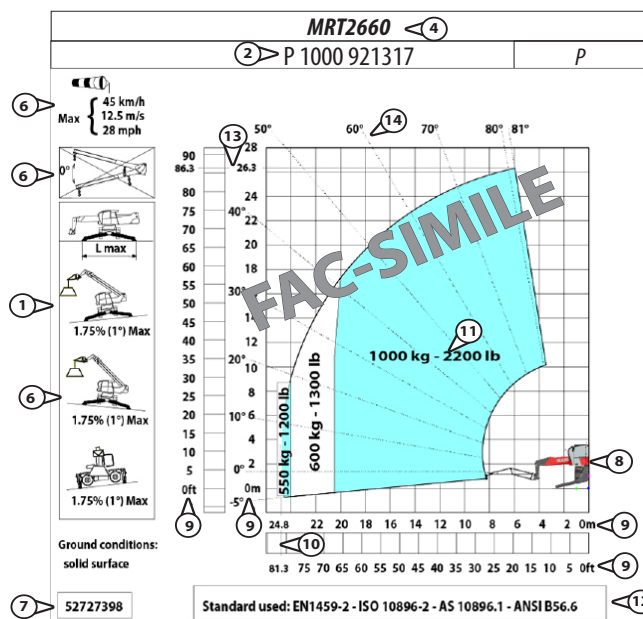 MRT2660
4
2
P 1000 921317
P
6
Max
45 km/h
12.5 m/s
28 mph
6
0°
L max
1
1.75% (1°) Max
6
1.75% (1°) Max
1.75% (1°) Max
Ground conditions:
solid surface
7
52727398
13
14
50°
60°
70°
80°
81°
40°
30°
20°
10°
0°
-5°
90
86.3
80
75
70
65
60
55
50
45
40
35
30
25
20
15
10
5
0ft
28
26.3
24
22
20
18
14
12
10
8
6
4
2
0m
FAC-SIMILE
11
1000 kg - 2200 lb
600 kg - 1300 lb
550 kg - 1200 lb
8
9
9
24.8 22 20 18 16 14 12 10 8 6 4 2 0m
9
10
81.3 75 70 65 60 55 50 45 40 35 30 25 20 15 10 5 0ft
9
Standard used: EN1459-2 - ISO 10896-2 - AS 10896.1 - ANSI B56.6